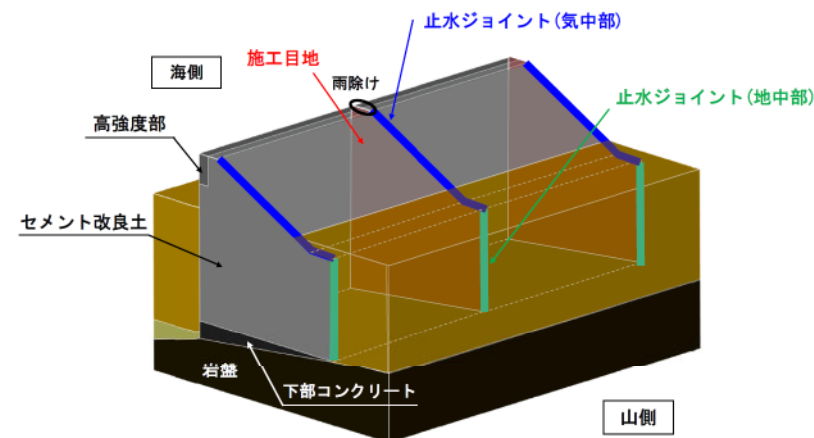 止水ジョイント(気中部)
施工目地
海側
雨除け
止水ジョイント(地中部)
高強度部
セメント改良土
岩盤
下部コンクリート
山側